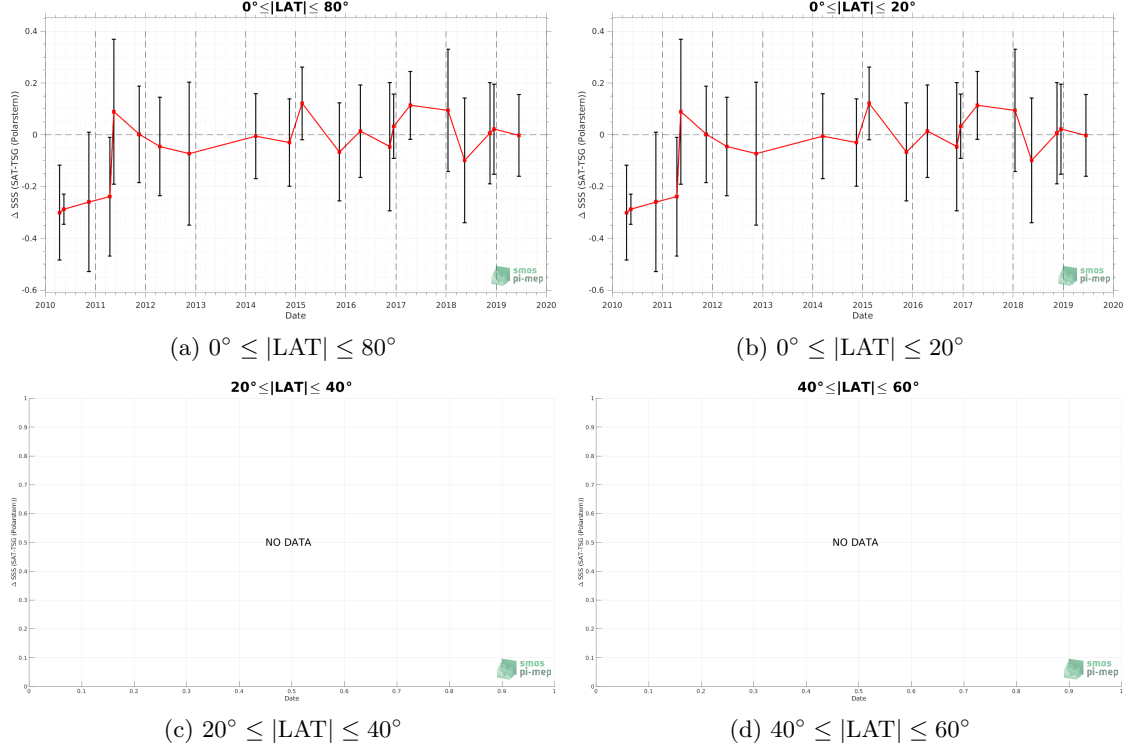 0°≤|LAT|≤ 80°
Δ SSS (SAT-TSG (Polarstern))
0.4
0.2
0
-0.2
-0.4
-0.6
2010 2011 2012 2013 2014 2015 2016 2017 2018 2019 2020
Date
smos
pi-mep
(a) 0° ≤ |LAT| ≤ 80°
0°≤|LAT|≤ 20°
Δ SSS (SAT-TSG (Polarstern))
0.4
0.2
0
-0.2
-0.4
-0.6
2010 2011 2012 2013 2014 2015 2016 2017 2018 2019 2020
Date
smos
pi-mep
(b) 0° ≤ |LAT| ≤ 20°
20°≤|LAT|≤ 40°
Δ SSS (SAT-TSG (Polarstern))
1
0.9
0.8
0.7
0.6
0.5
0.4
0.3
0.2
0.1
0
NO DATA
0 0.1 0.2 0.3 0.4 0.5 0.6 0.7 0.8 0.9 1
Date
smos
pi-mep
(c) 20° ≤ |LAT| ≤ 40°
40°≤|LAT|≤ 60°
Δ SSS (SAT-TSG (Polarstern))
1
0.9
0.8
0.7
0.6
0.5
0.4
0.3
0.2
0.1
0
NO DATA
0 0.1 0.2 0.3 0.4 0.5 0.6 0.7 0.8 0.9 1
Date
smos
pi-mep
(d) 40° ≤ |LAT| ≤ 60°